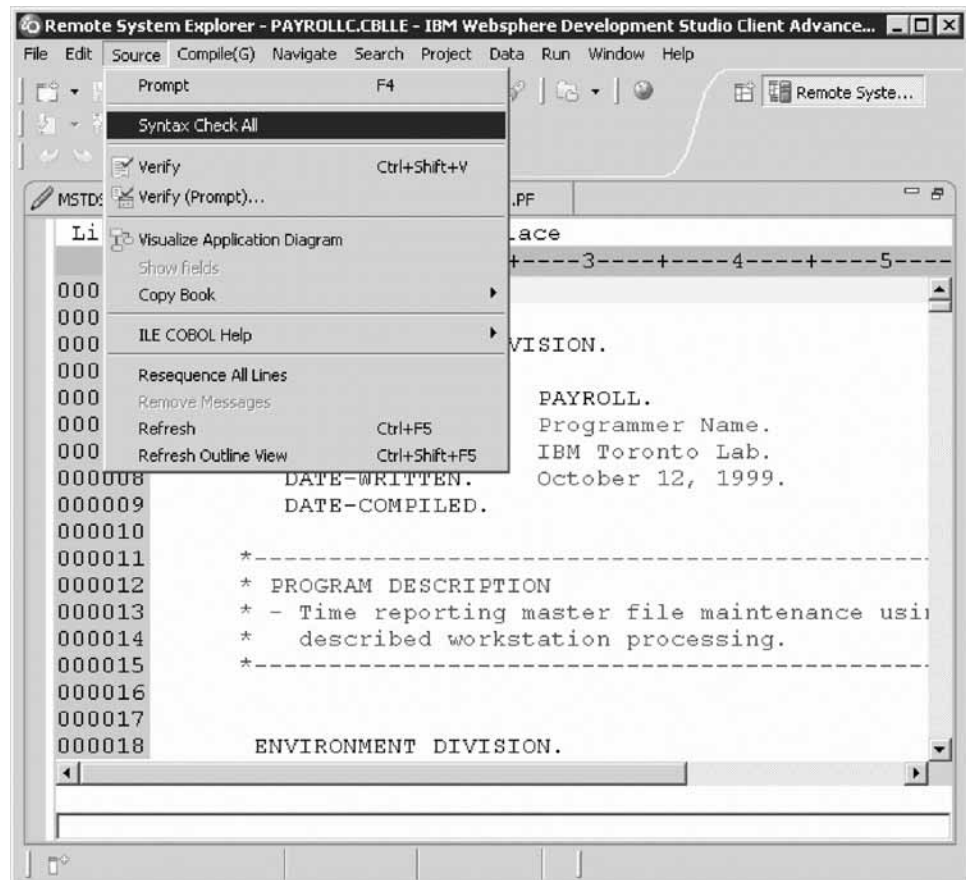 Remote System Explorer - PAYROLLC.CBLLE - IBM Websphere Development Studio Client Advance...
File Edit Source Compile(G) Navigate Search Project Data Run Window Help
Remote Syste...
Prompt F4
Syntax Check All
Verify Ctrl+Shift+V
Verify (Prompt)...
Visualize Application Diagram
Show fields
Copy Book
ILE COBOL Help
Resequence All Lines
Remove Messages
Refresh Ctrl+F5
Refresh Outline View Ctrl+Shift+F5
MSTDS .PF
Li lace
+----3----+----4----+----5----
000
000
000 VISION.
000
000 PAYROLL.
000 Programmer Name.
000 IBM Toronto Lab.
000008 DATE-WRITTEN. October 12, 1999.
000009 DATE-COMPILED.
000010
000011 *-----------------------------------------------
000012 * PROGRAM DESCRIPTION
000013 * - Time reporting master file maintenance usin
000014 * described workstation processing.
000015 *-----------------------------------------------
000016
000017
000018 ENVIRONMENT DIVISION.